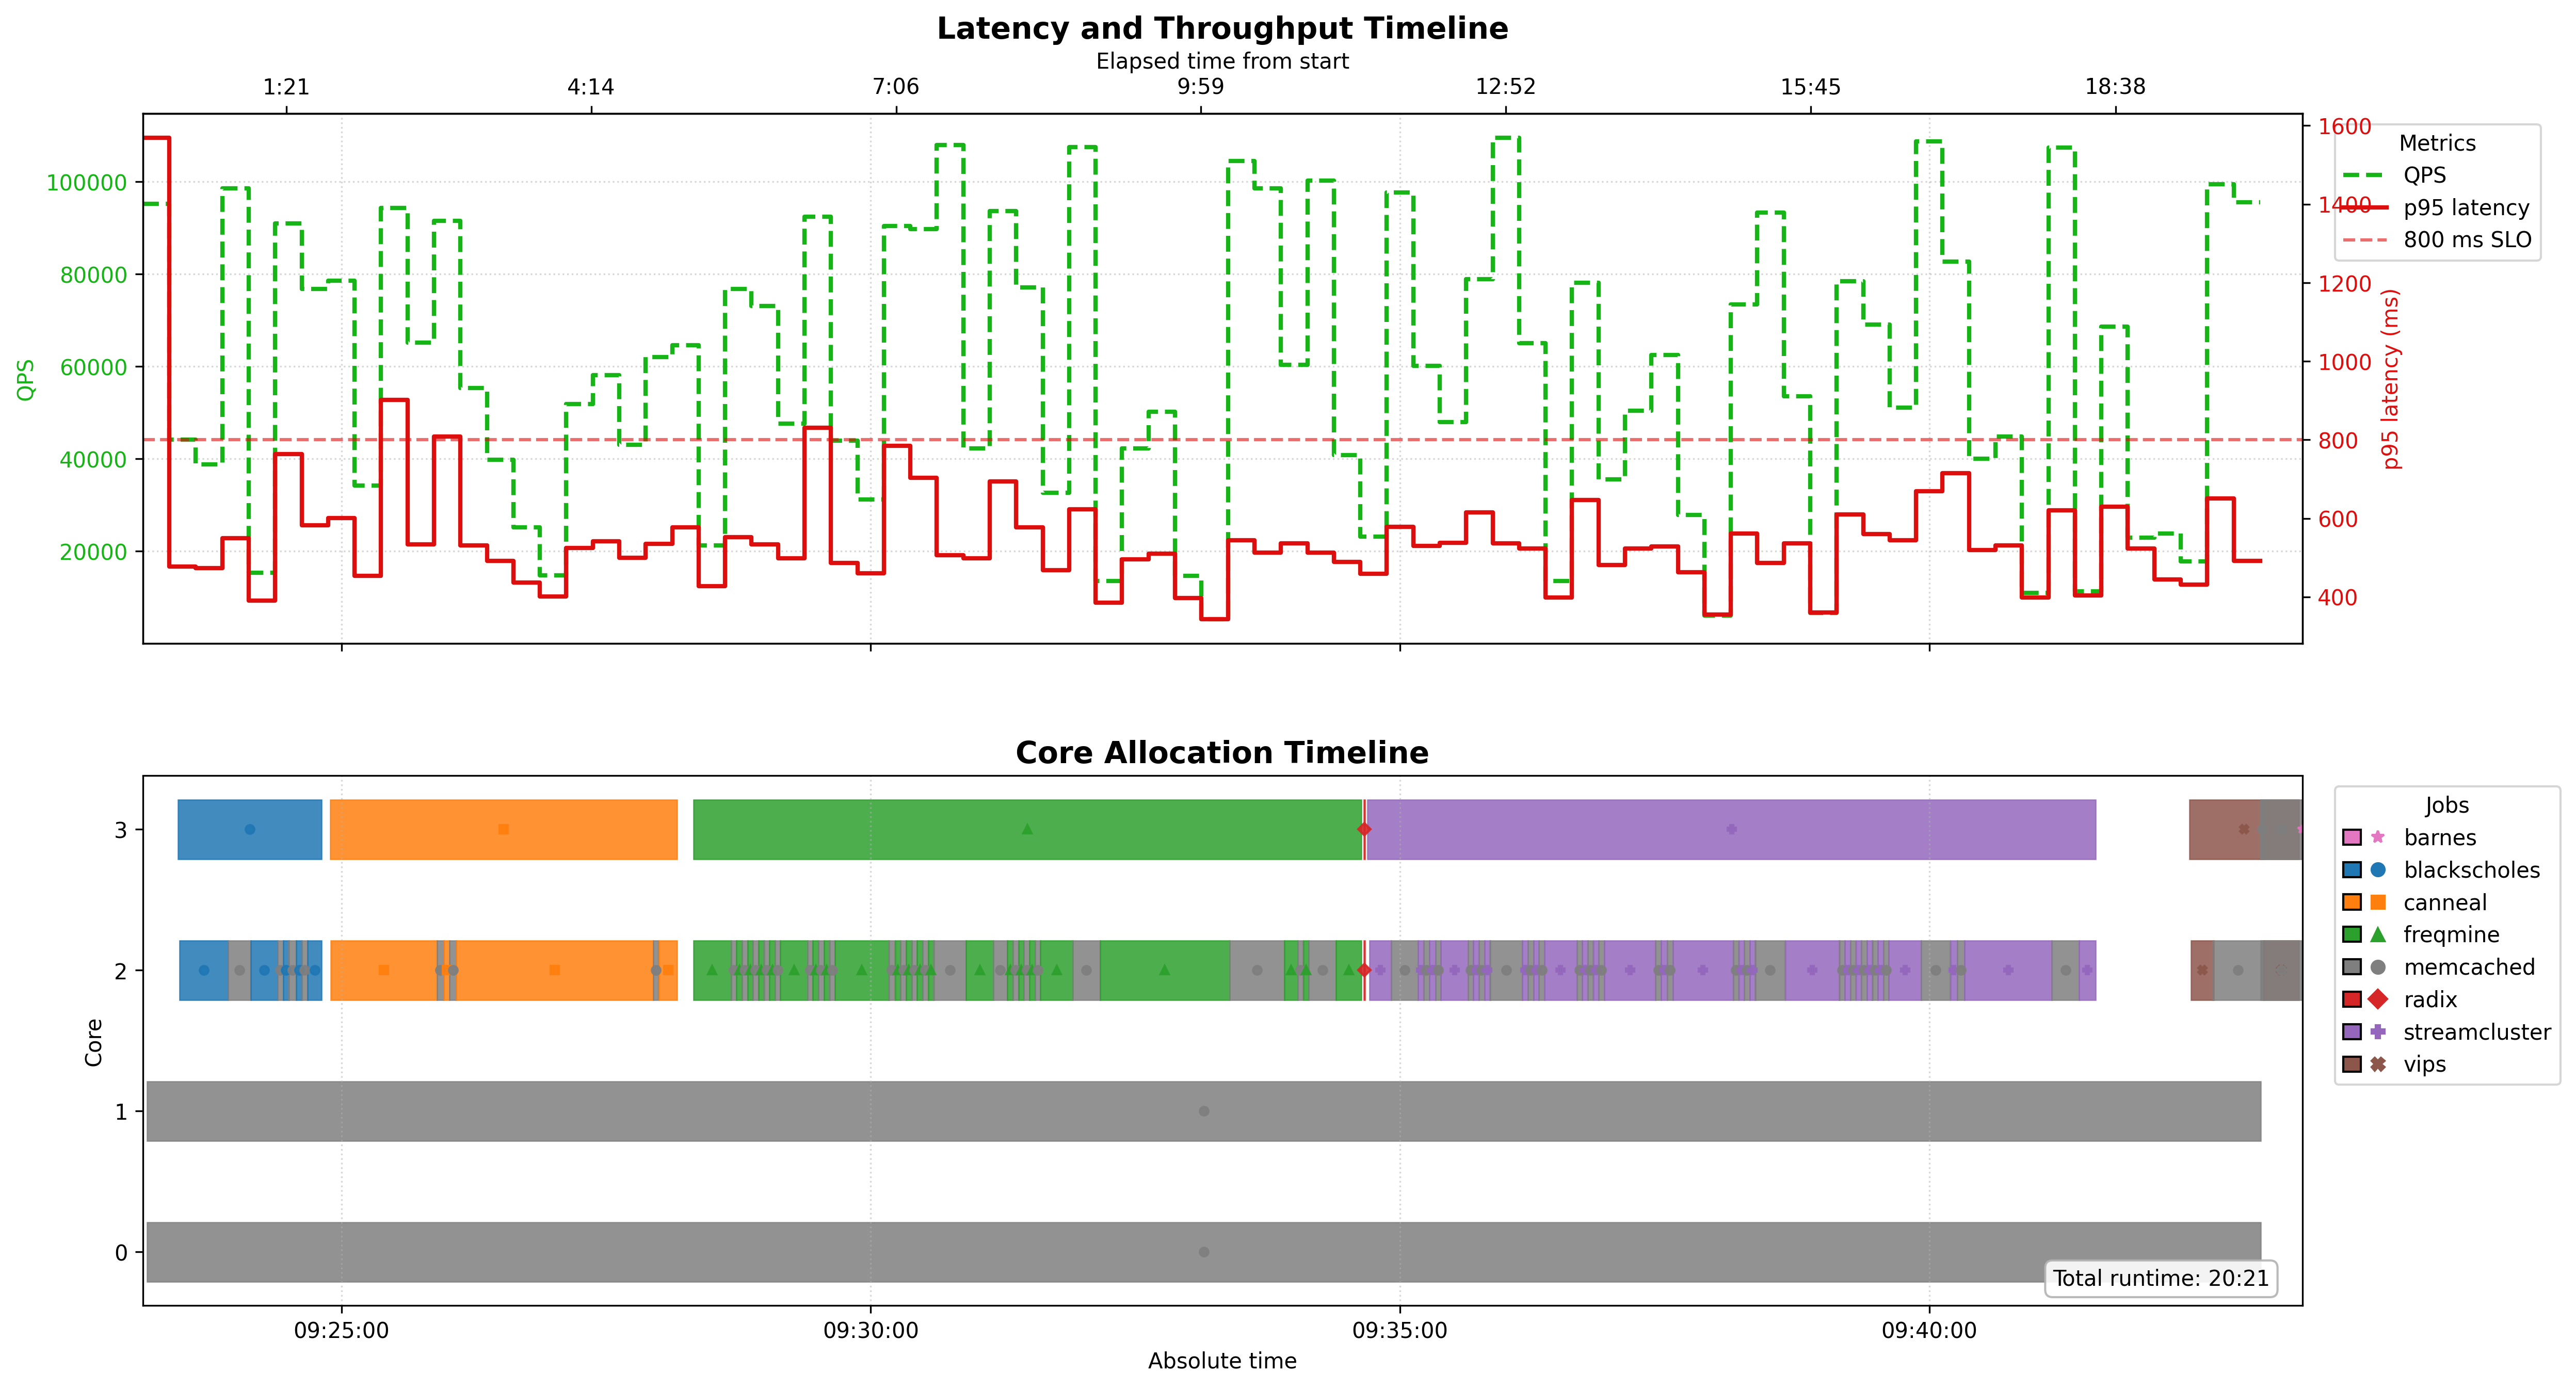 Latency and Throughput Timeline
Elapsed time from start
1:21 4:14 7:06 9:59 12:52 15:45 18:38
QPS
100000
80000
60000
40000
20000
1600
1400
1200
1000
800
600
400
p95 latency (ms)
Metrics
QPS
p95 latency
800 ms SLO
Core Allocation Timeline
Core
3
2
1
0
Total runtime: 20:21
09:25:00 09:30:00 09:35:00 09:40:00
Absolute time
Jobs
barnes
blackscholes
canneal
freqmine
memcached
radix
streamcluster
vips